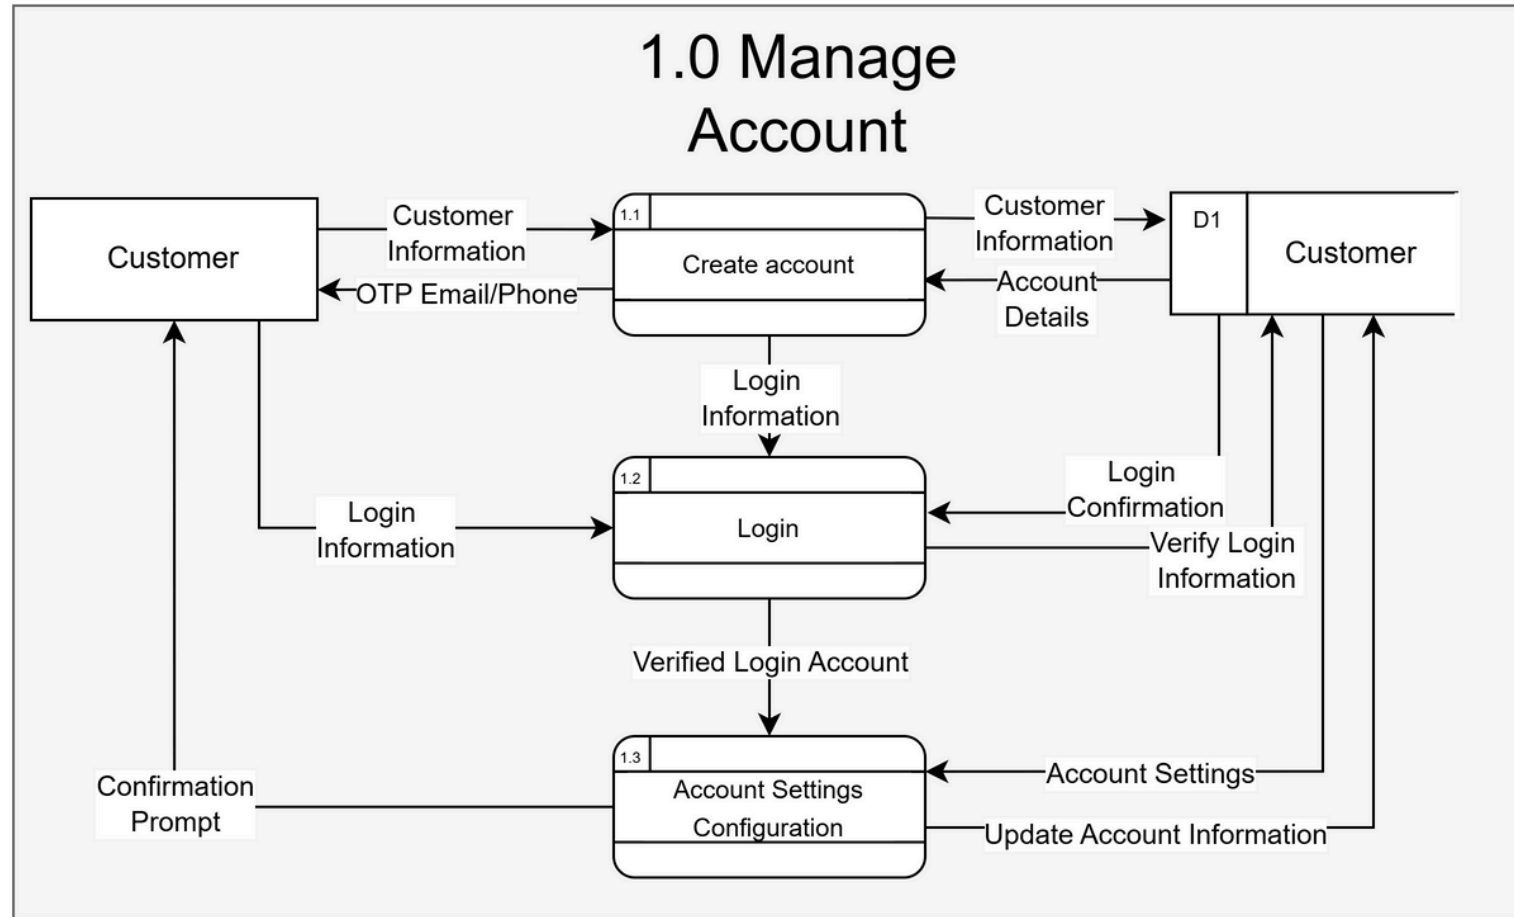 1.0 Manage
Account
Customer
Customer
Information
OTP Email/Phone
1.1
Create account
Customer
Information
Account
Details
D1
Customer
Login
Information
Login
Information
1.2
Login
Login
Confirmation
Verify Login
Information
Verified Login Account
1.3
Account Settings
Configuration
Account Settings
Update Account Information
Confirmation
Prompt